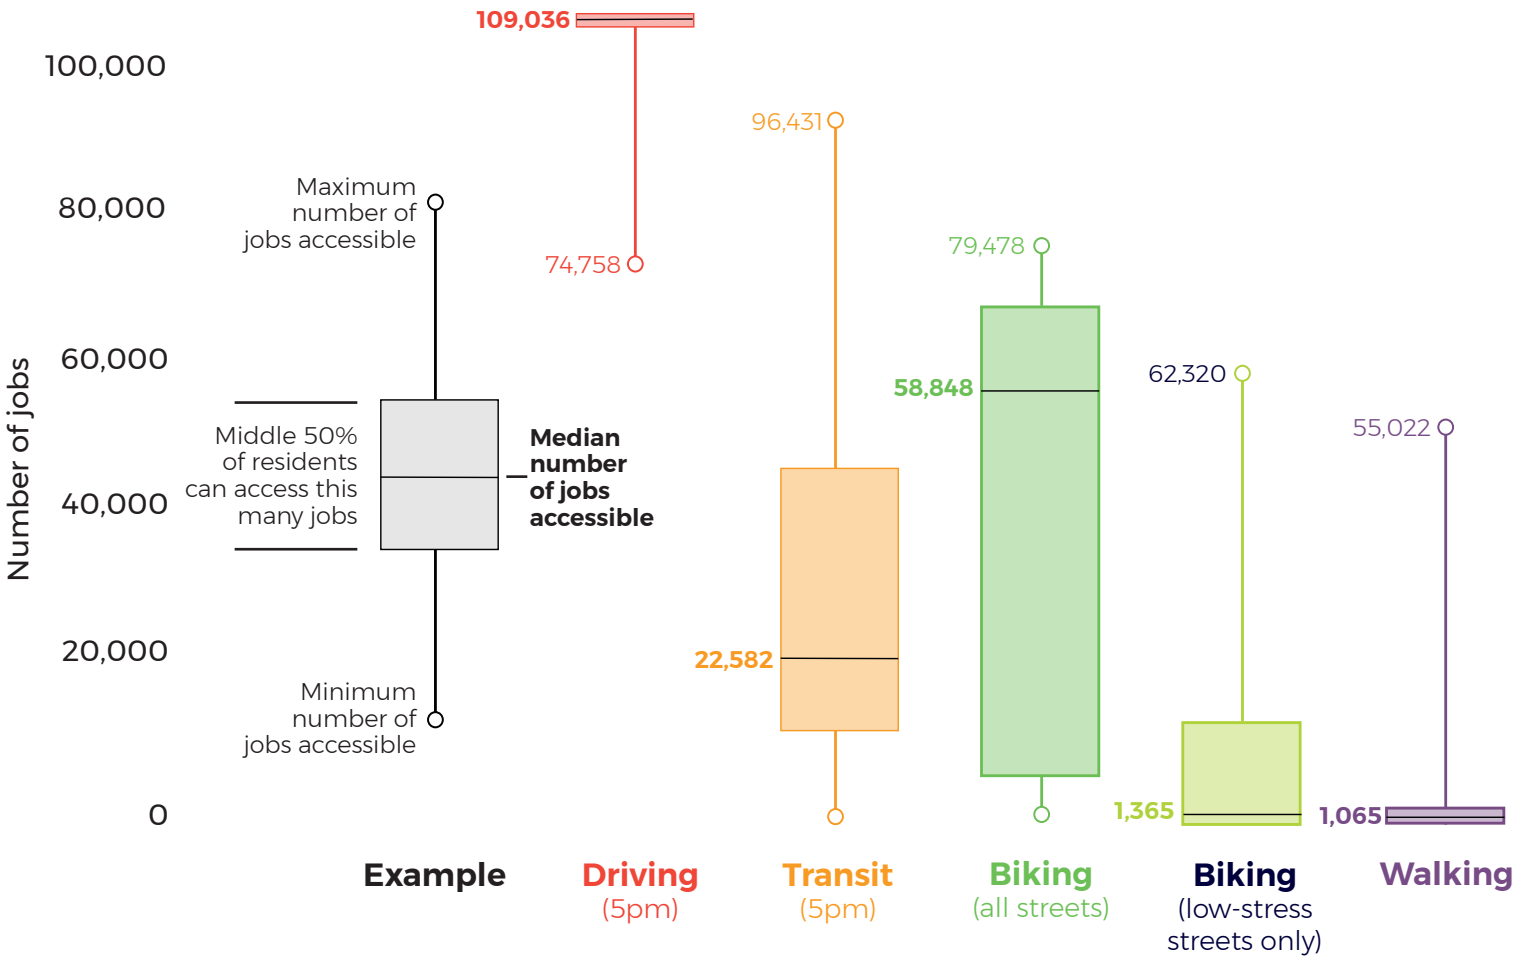 Number of jobs
100,000
80,000
60,000
40,000
20,000
0
Maximum
number of
jobs accessible
Middle 50%
of residents
can access this
many jobs
Median
number
of jobs
accessible
Minimum
number of
jobs accessible
109,036
74,758
96,431
22,582
79,478
58,848
62,320
1,365
55,022
1,065
Example
Driving
(5pm)
Transit
(5pm)
Biking
(all streets)
Biking
(low-stress
streets only)
Walking